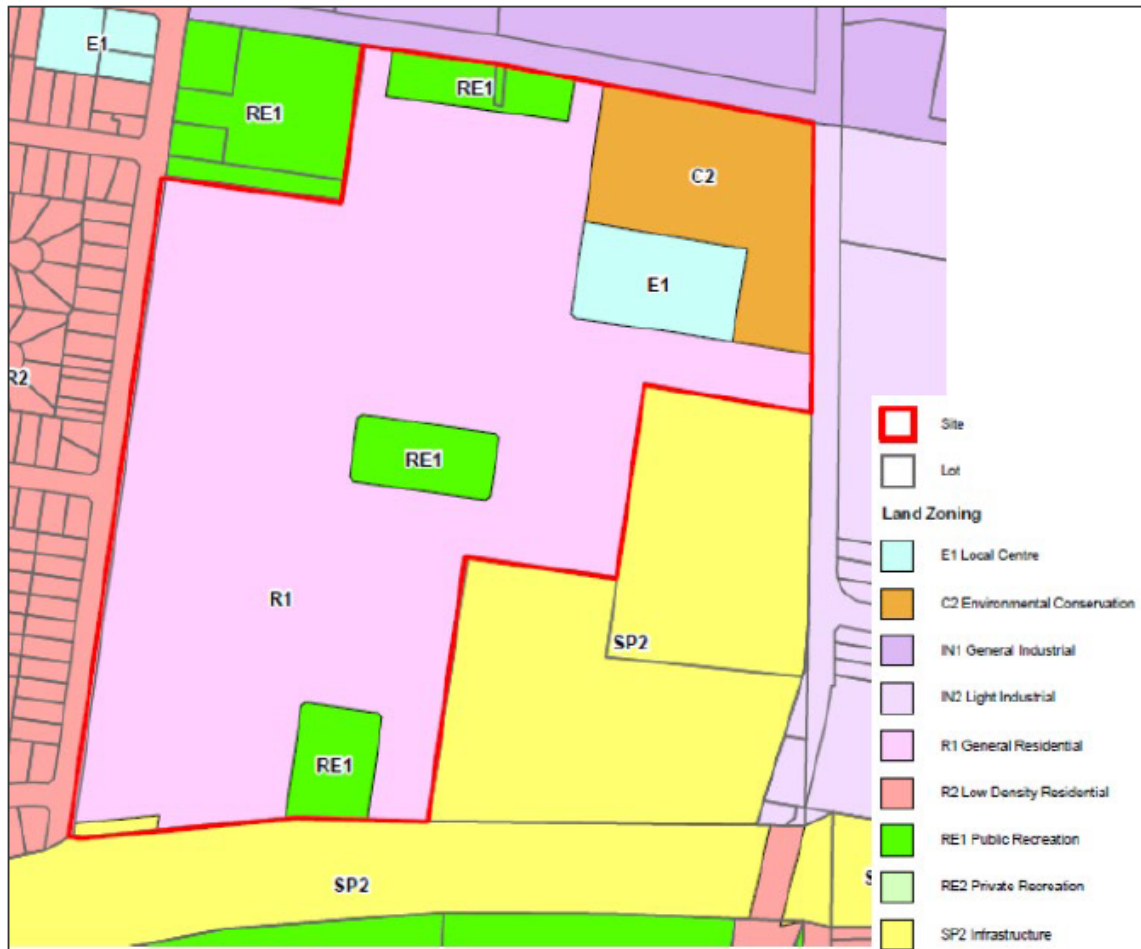 E1
RE1
RE1
C2
E1
R2
RE1
R1
SP2
RE1
SP2
S
Site
Lot
Land Zoning
E1 Local Centre
C2 Environmental Conservation
IN1 General Industrial
IN2 Light Industrial
R1 General Residential
R2 Low Density Residential
RE1 Public Recreation
RE2 Private Recreation
SP2 Infrastructure